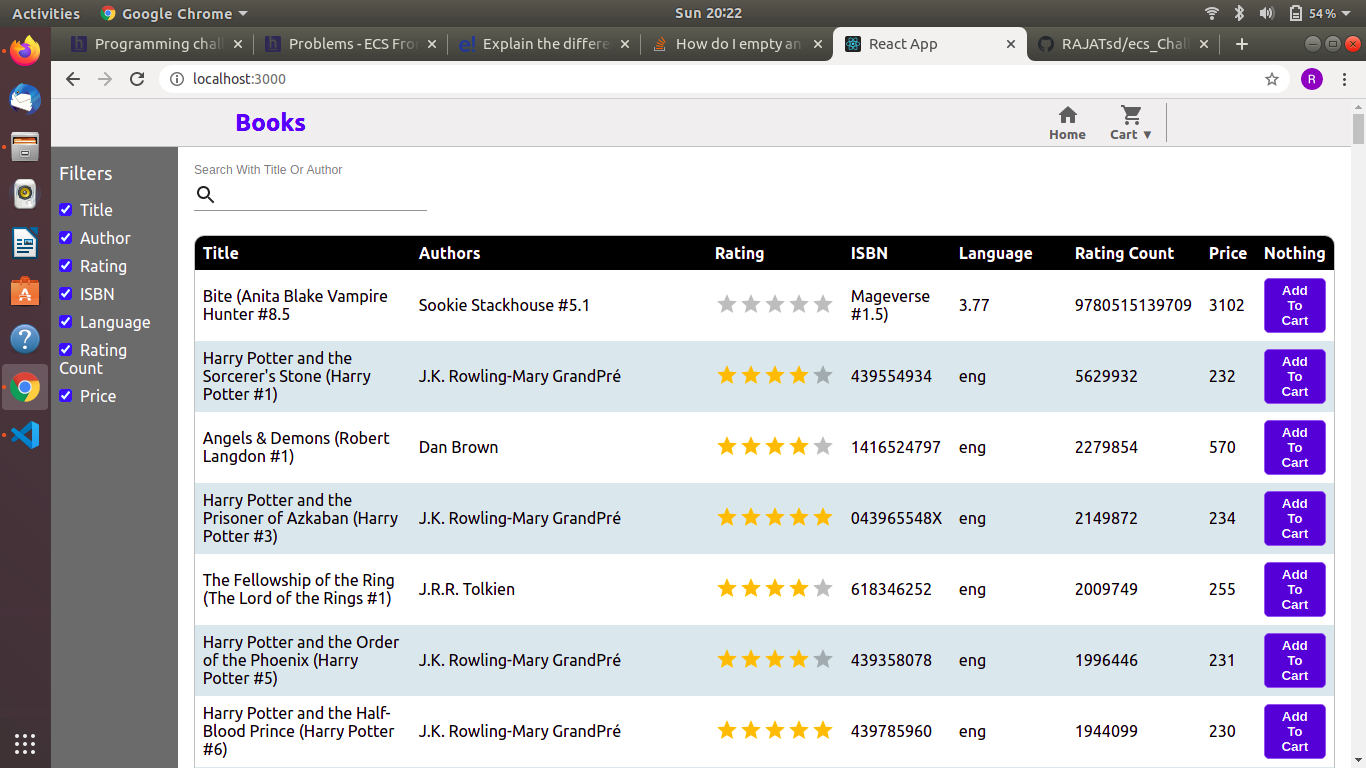 Activities Google Chrome Sun 20:22 54 %
Programming chall Problems - ECS Fro Explain the differe How do I empty an React App RAJATsd/ecs_Chall
localhost:3000 R
Books Home Cart ▼
Filters
Title
Author
Rating
ISBN
Language
Rating
Count
Price
Search With Title Or Author
Title Authors Rating ISBN Language Rating Count Price Nothing
Bite (Anita Blake Vampire
Hunter #8.5
Sookie Stackhouse #5.1
Mageverse
#1.5)
3.77 9780515139709 3102
Add
To
Cart
Harry Potter and the
Sorcerer's Stone (Harry
Potter #1)
J.K. Rowling-Mary GrandPré 439554934 eng 5629932 232
Add
To
Cart
Angels & Demons (Robert
Langdon #1)
Dan Brown 1416524797 eng 2279854 570
Add
To
Cart
Harry Potter and the
Prisoner of Azkaban (Harry
Potter #3)
J.K. Rowling-Mary GrandPré 043965548X eng 2149872 234
Add
To
Cart
The Fellowship of the Ring
(The Lord of the Rings #1)
J.R.R. Tolkien 618346252 eng 2009749 255
Add
To
Cart
Harry Potter and the Order
of the Phoenix (Harry
Potter #5)
J.K. Rowling-Mary GrandPré 439358078 eng 1996446 231
Add
To
Cart
Harry Potter and the Half-
Blood Prince (Harry Potter
#6)
J.K. Rowling-Mary GrandPré 439785960 eng 1944099 230
Add
To
Cart